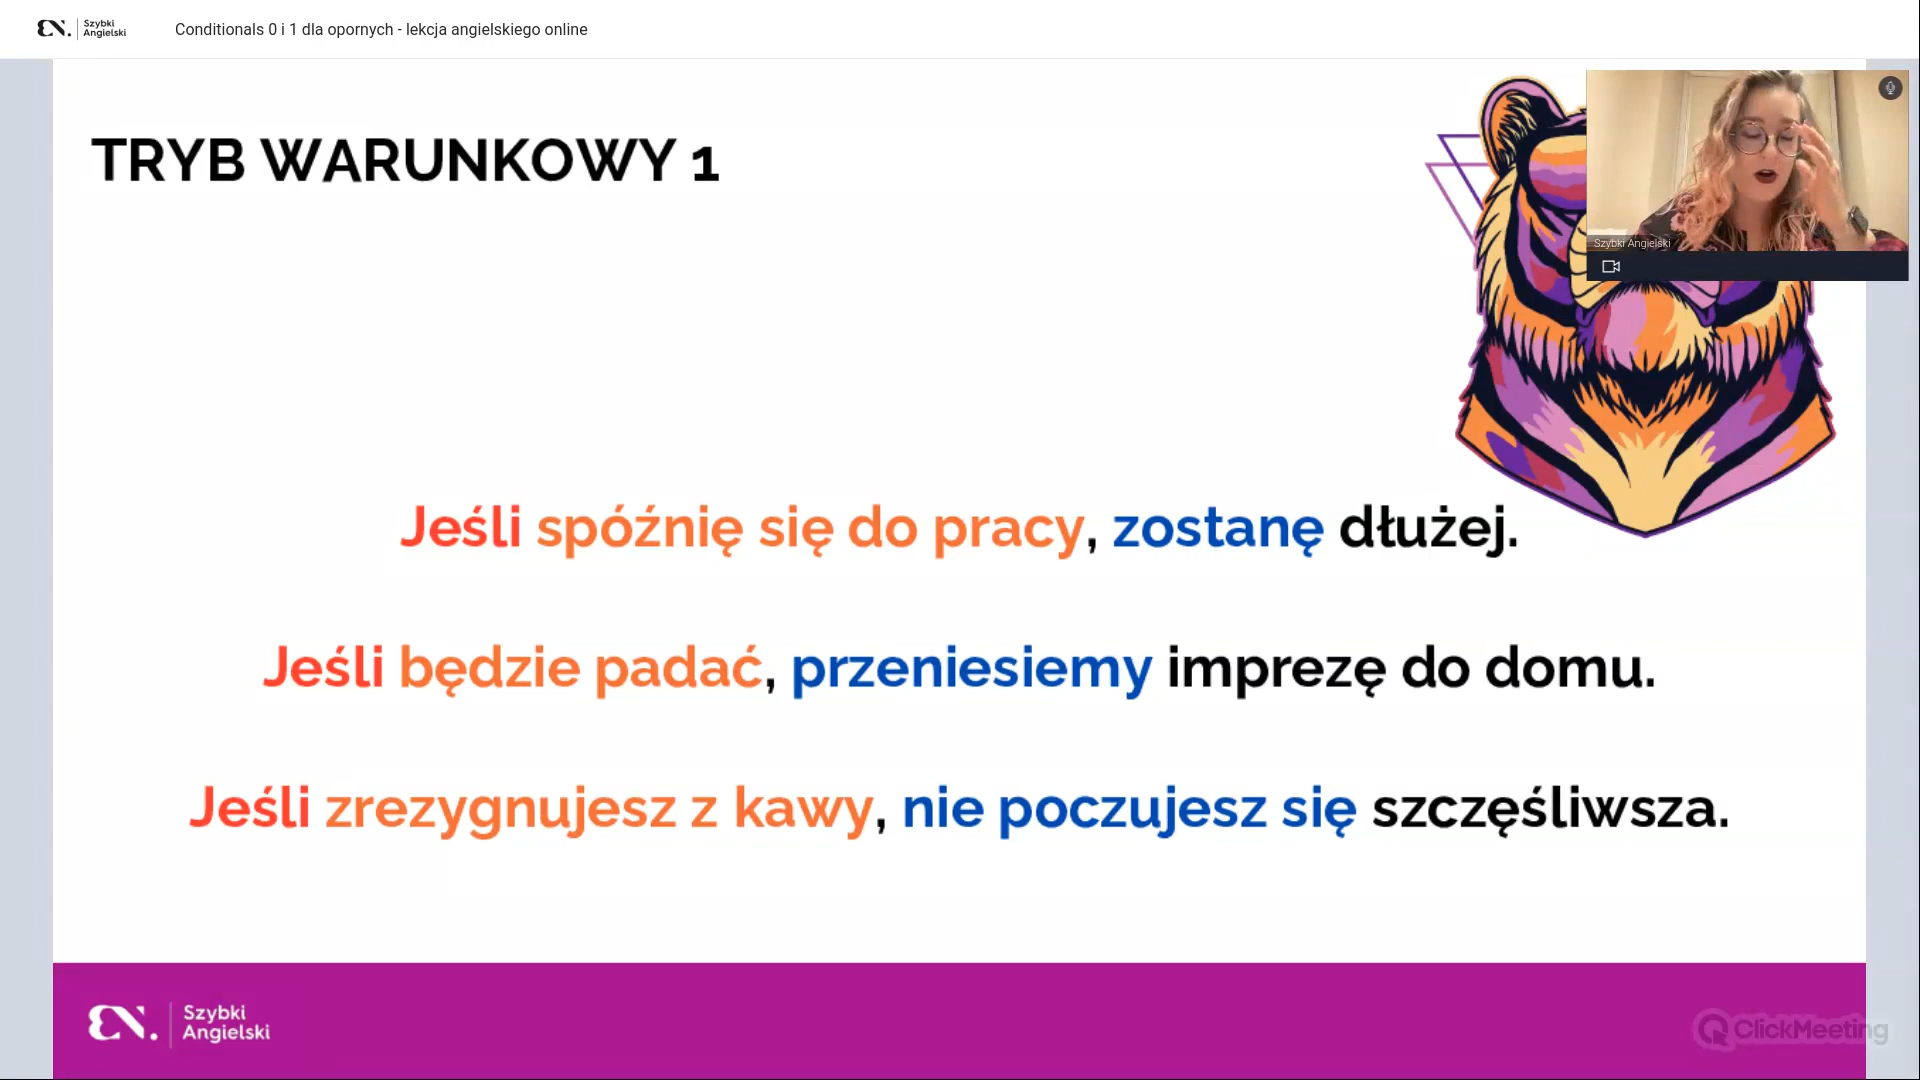 Szybki
Angielski
Conditionals 0 i 1 dla opornych - lekcja angielskiego online
TRYB WARUNKOWY 1
Szybki Angielski
Jeśli spóźnię się do pracy, zostanę dłużej.
Jeśli będzie padać, przeniesiemy imprezę do domu.
Jeśli zrezygnujesz z kawy, nie poczujesz się szczęśliwsza.
Szybki
Angielski
ClickMeeting